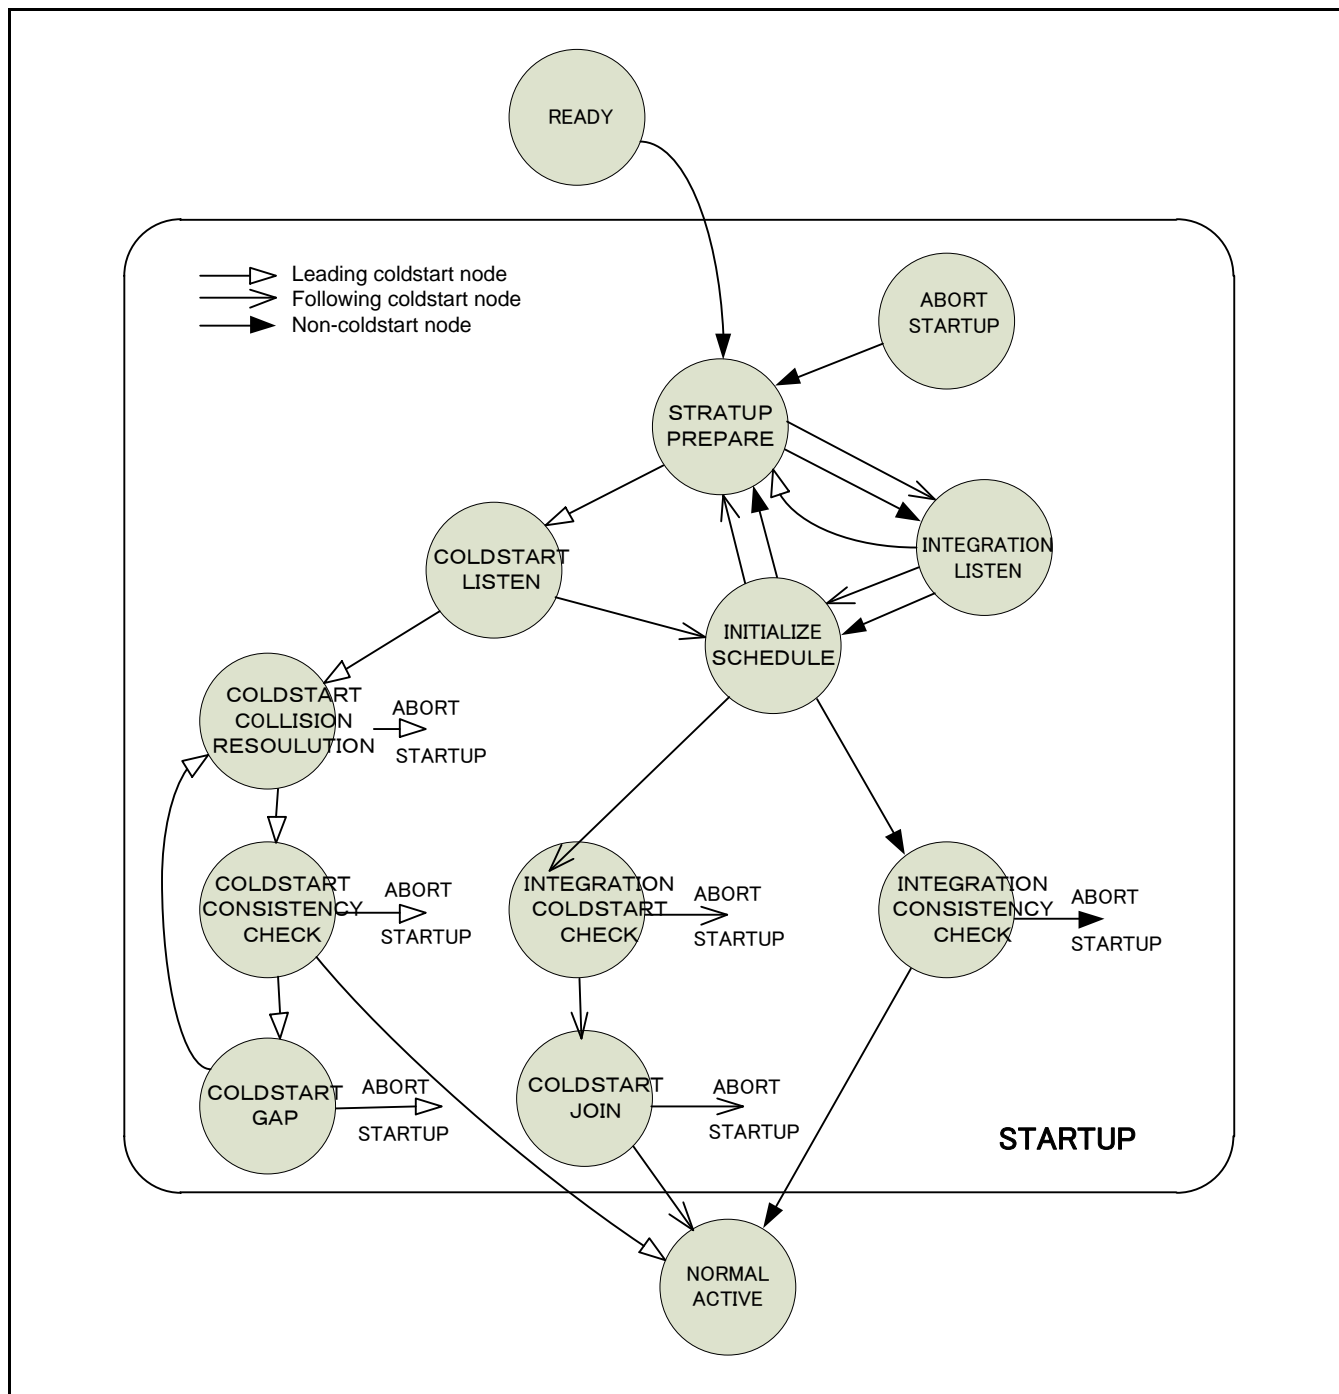 READY
Leading coldstart node
Following coldstart node
Non-coldstart node
ABORT
STARTUP
STRATUP
PREPARE
INTEGRATION
LISTEN
COLDSTART
LISTEN
INITIALIZE
SCHEDULE
COLDSTART
COLLISION
RESOULUTION
ABORT
STARTUP
COLDSTART
CONSISTENCY
CHECK
ABORT
STARTUP
INTEGRATION
COLDSTART
CHECK
ABORT
STARTUP
INTEGRATION
CONSISTENCY
CHECK
ABORT
STARTUP
COLDSTART
GAP
ABORT
STARTUP
COLDSTART
JOIN
ABORT
STARTUP
STARTUP
NORMAL
ACTIVE